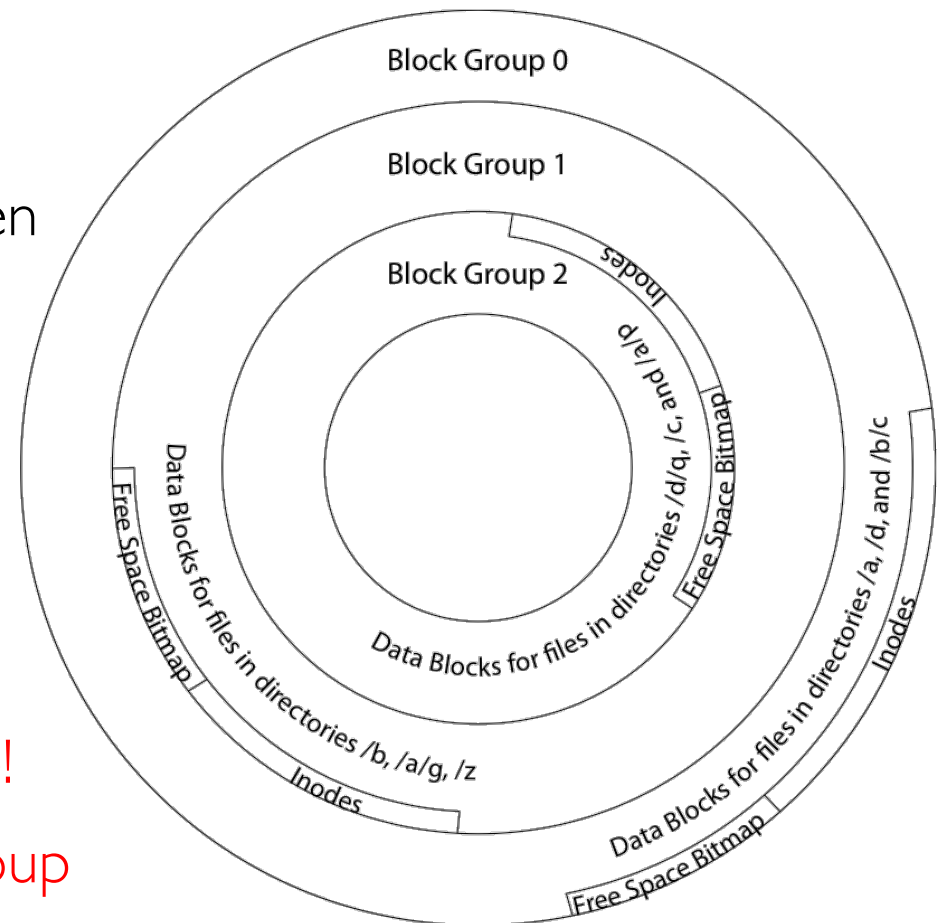 Block Group 0
Block Group 1
en
Block Group 2
Inodes
Data Blocks for files in directories /d/q, /c, and /a/p
Free Space Bitmap
Data Blocks for files in directories /a, /d, and /b/c
Inodes
Free Space Bitmap
Data Blocks for files in directories /b, /a/g, /z
Free Space Bitmap
Inodes
!
oup